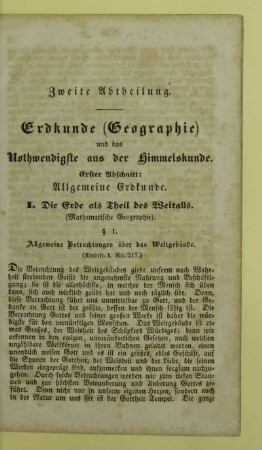 Zweite Abtheilung.
Erdkunde (Geographie)
und das
Nothwendigste aus der Himmelskunde.
Erster Abschnitt:
Allgemeine Erdkunde.
I. Die Erde als Theil des Weltalls.
(Mathematische Geographie).
§ 1.
Allgemeine Betrachtungen über das Weltgebäude.
Die Betrachtung des Weltgebäudes giebt unserm nach Wahr-
heit strebenden Geiste die angenehmste Nahrung und Beschäfti-
gung; sie ist die allerhöchste, in welcher der Mensch sich üben
und auch wirklich geübt hat und noch täglich übt. Denn,
diese Betrachtung führt uns unmittelbar zu Gott, und der Ge-
danke an Gott ist der größte, dessen der Mensch fähig ist. Die
Betrachtung Gottes und seiner großen Werke ist daher die wür-
digste des vernünftigen Menschen. Das Weltgebäude ist et-
was Großes, der Weltgeist des Schöpfers Würdiges; denn wir
erkennen in den ewigen, unveränderlichen Gesetzen, nach welchen
unzählbare Weltkörper in ihren Bahnen geleitet werden, einen
unendlich weisen Gott und es ist ein großes, edles Geschäft, auf
die Spuren der Gottheit, der Weisheit und der Liebe, die seinen
Werken eingeprägt sind, aufzumerken und ihnen forgsam nachzu-
gehen. Durch solche Betrachtungen werden wir zum tiefen Stau-
nen und zur höchsten Bewunderung und Anbetung Gottes ge-
führt. Denn nicht nur in unserm eigenen Herzen, sondern auch
in der Natur um uns her ist der Gottheit Tempel. Die ganze